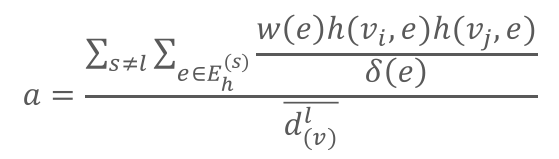 a = \frac{\sum_{s \neq l} \sum_{e \in E_h^{(s)}} \frac{w(e)h(v_i, e)h(v_j, e)}{\delta(e)}}{\overline{d_{(v)}^{l}}}